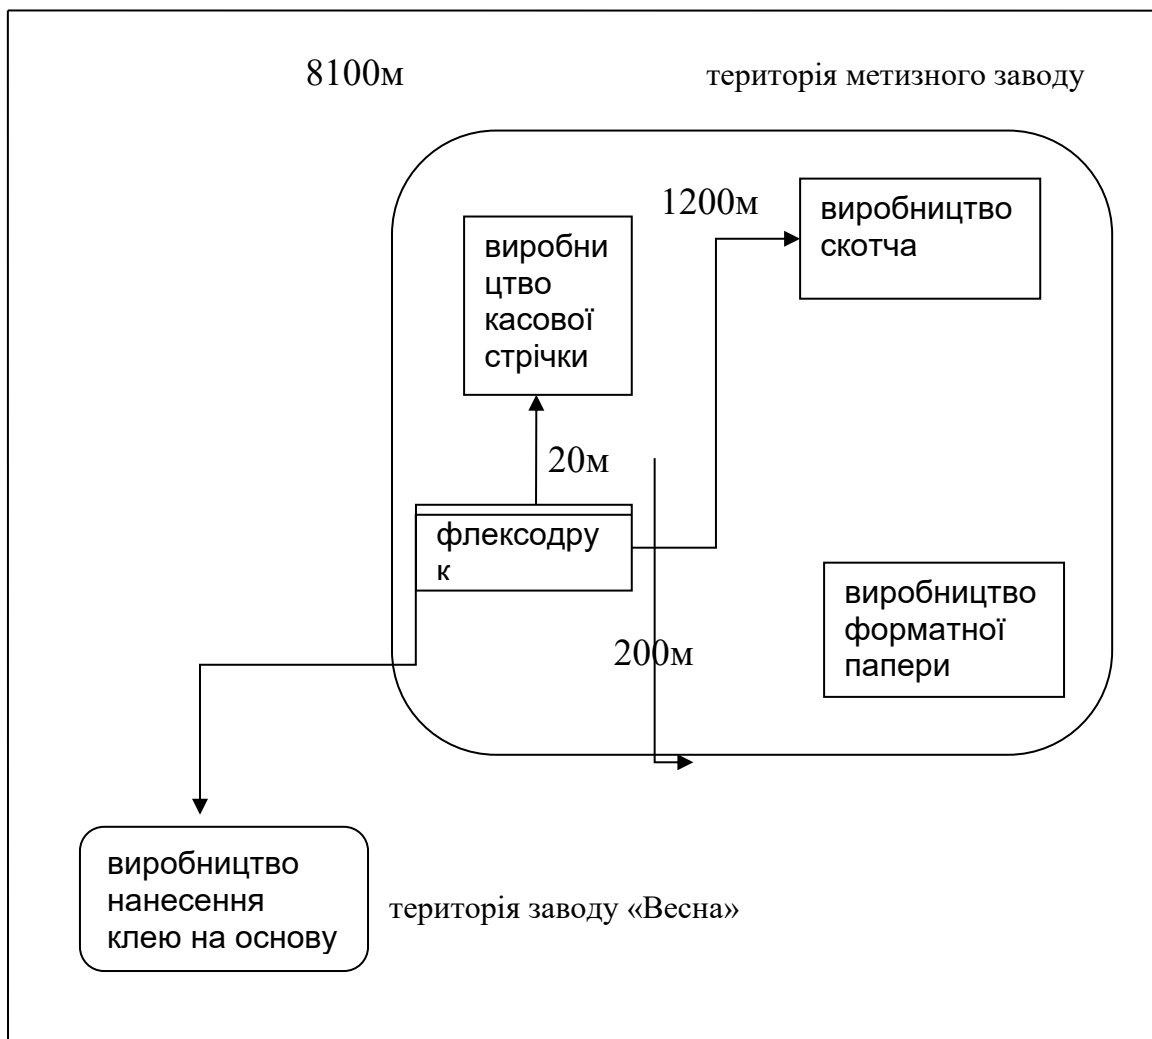 8100м
територія метизного заводу
1200м
виробництво
скотча
виробни
цтво
касової
стрічки
20м
флексодру
к
виробництво
форматної
папери
200м
виробництво
нанесення
клею на основу
територія заводу «Весна»